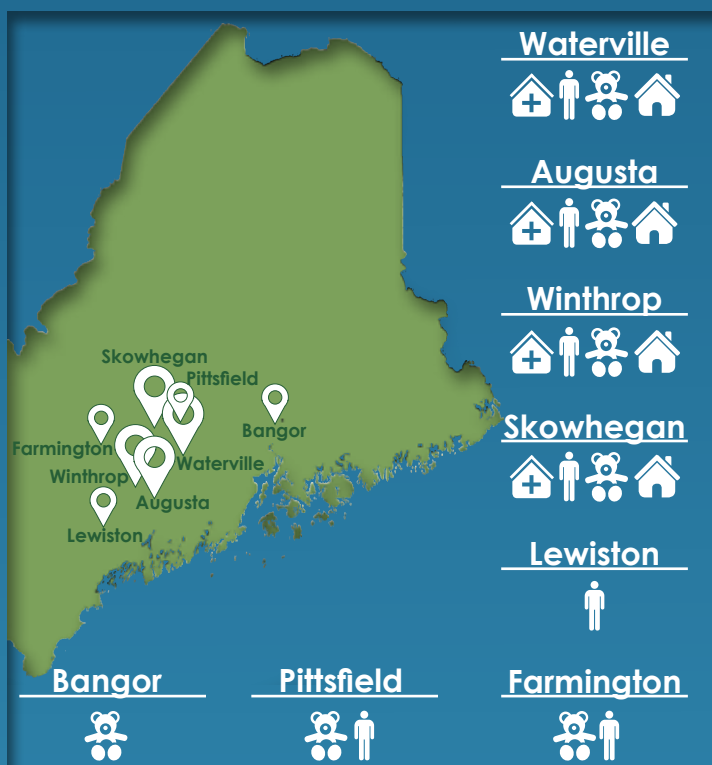 Waterville
Augusta
Winthrop
Skowhegan
Pittsfield
Bangor
Farmington
Waterville
Winthrop
Augusta
Lewiston
Skowhegan
Lewiston
Bangor
Pittsfield
Farmington